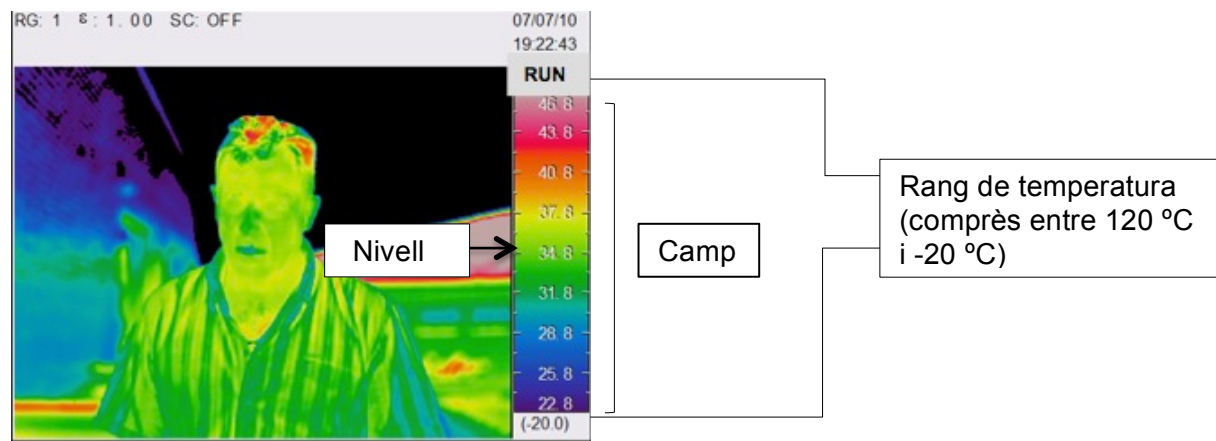 RG: 1 ε: 1. 00 SC: OFF
07/07/10
19:22:43
RUN
46. 8
43. 8
40. 8
37. 8
34. 8
31. 8
28. 8
25. 8
22. 8
(-20.0)
Nivell
Camp
Rang de temperatura
(comprès entre 120 ºC
i -20 ºC)